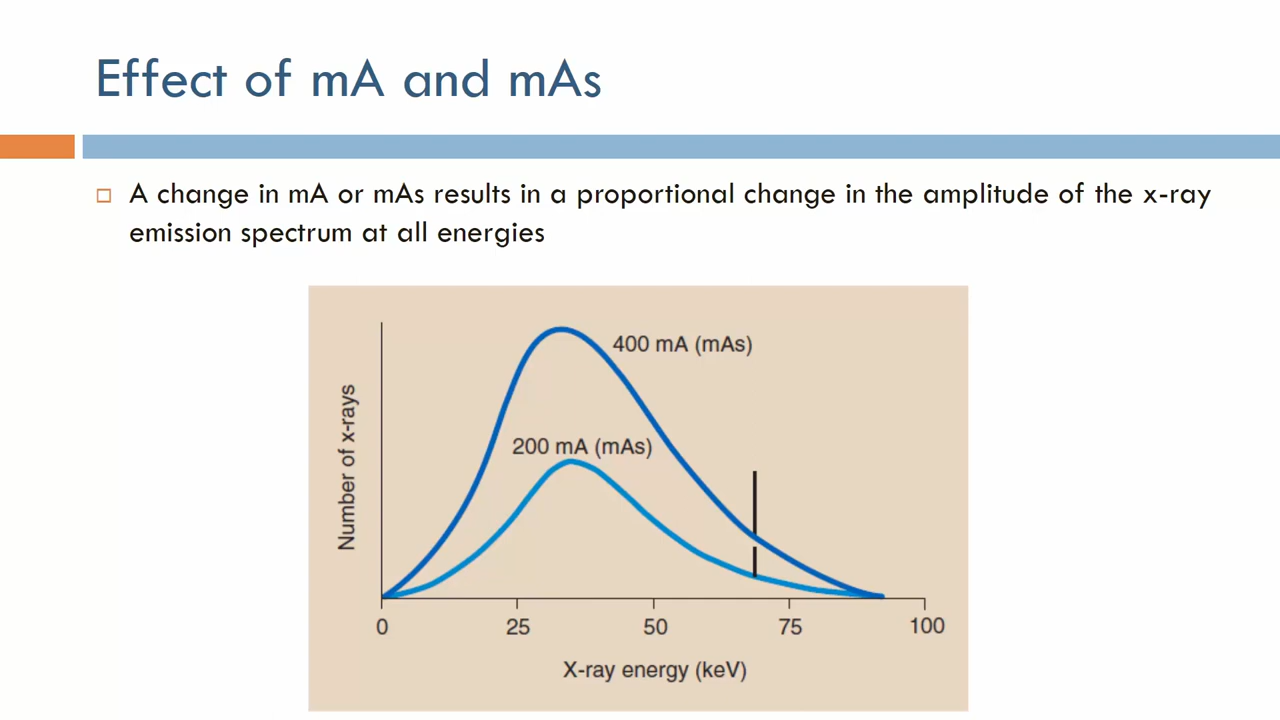 Effect of mA and mAs
A change in mA or mAs results in a proportional change in the amplitude of the x-ray
emission spectrum at all energies
400 mA (mAs)
200 mA (mAs)
Number of x-rays
0 25 50 75 100
X-ray energy (keV)